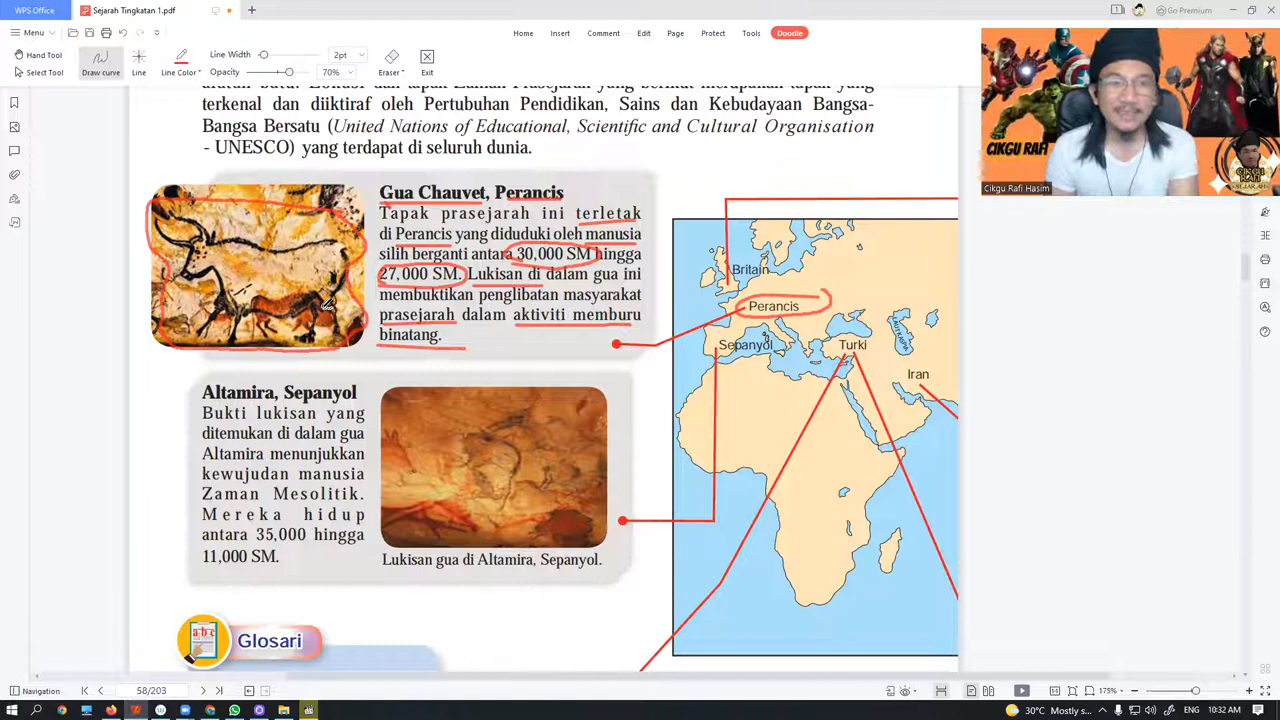 WPS Office
Sejarah Tingkatan 1.pdf
Go Premium
Menu
Home
Insert
Comment
Edit
Page
Protect
Tools
Doodle
Hand Tool
Select Tool
Draw curve
Line
Line Color
Line Width
2pt
Opacity
70%
Eraser
Exit
terkenal dan diiktiraf oleh Pertubuhan Pendidikan, Sains dan Kebudayaan Bangsa-
Bangsa Bersatu (United Nations of Educational, Scientific and Cultural Organisation
- UNESCO) yang terdapat di seluruh dunia.
Gua Chauvet, Perancis
Tapak prasejarah ini terletak
di Perancis yang diduduki oleh manusia
silih berganti antara 30,000 SM hingga
27,000 SM. Lukisan di dalam gua ini
membuktikan penglibatan masyarakat
prasejarah dalam aktiviti memburu
binatang.
Altamira, Sepanyol
Bukti lukisan yang
ditemukan di dalam gua
Altamira menunjukkan
kewujudan manusia
Zaman Mesolitik.
Mereka hidup
antara 35,000 hingga
11,000 SM.
Lukisan gua di Altamira, Sepanyol.
Britain
Perancis
Sepanyol
Turki
Iran
a b c
Glosari
CIKGU RAFI
CIKGU
RAFI
SEJARAH
Cikgu Rafi Hasim
Navigation
58/203
175%
30°C Mostly s...
ENG
10:32 AM